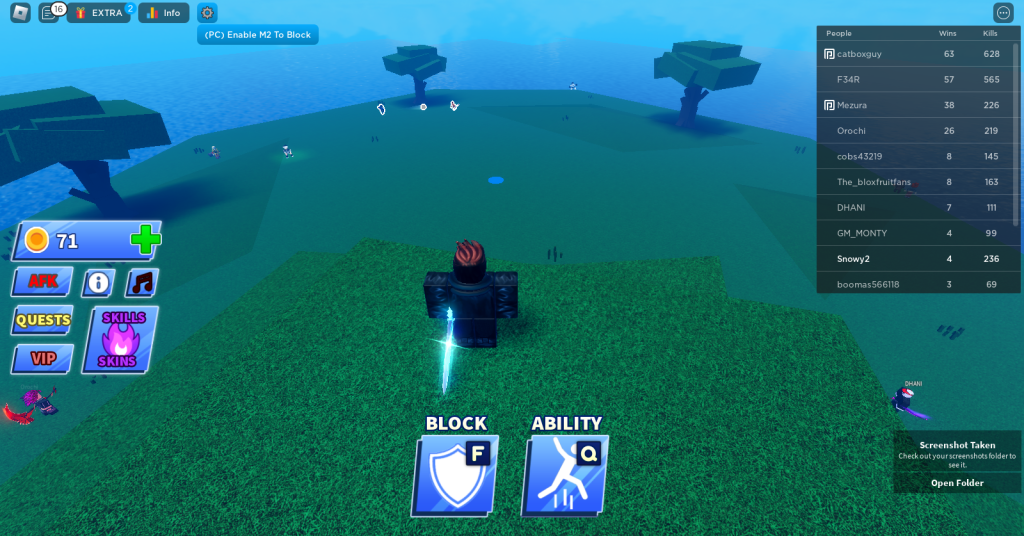 16
EXTRA
2
Info
(PC) Enable M2 To Block
People Wins Kills
catboxguy 63 628
F34R 57 565
Mezura 38 226
Orochi 26 219
cobs43219 8 145
The_bloxfruitfans 8 163
DHANI 7 111
GM_MONTY 4 99
Snowy2 4 236
boomas566118 3 69
71
AFK
QUESTS
SKILLS
SKINS
VIP
DHANI
BLOCK
F
ABILITY
Q
Screenshot Taken
Check out your screenshots folder to
see it.
Open Folder